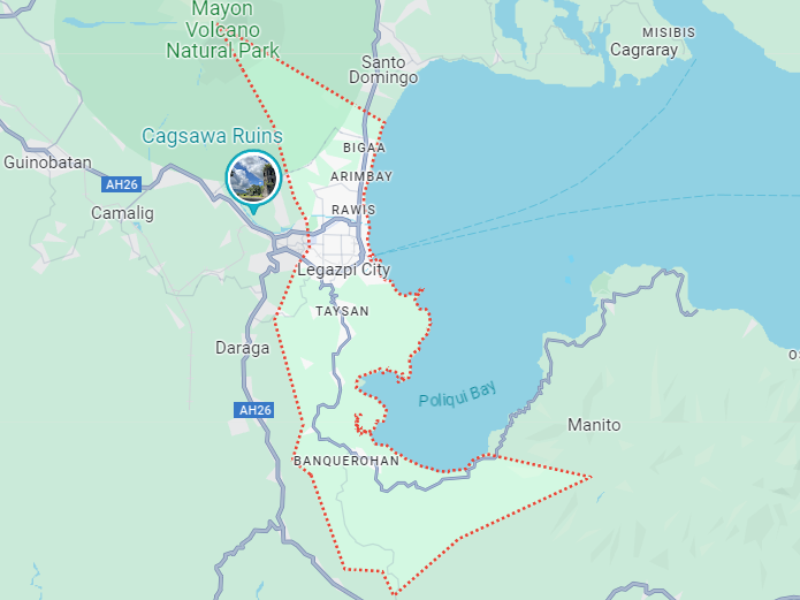 Mayon
Volcano
Natural Park
MISIBIS
Cagraray
Santo
Domingo
Cagsawa Ruins
BIGAA
Guinobatan
ARIMBAY
AH26
Camalig
RAWIS
Legazpi City
TAYSAN
Daraga
Poliqui Bay
AH26
Manito
BANQUEROHAN